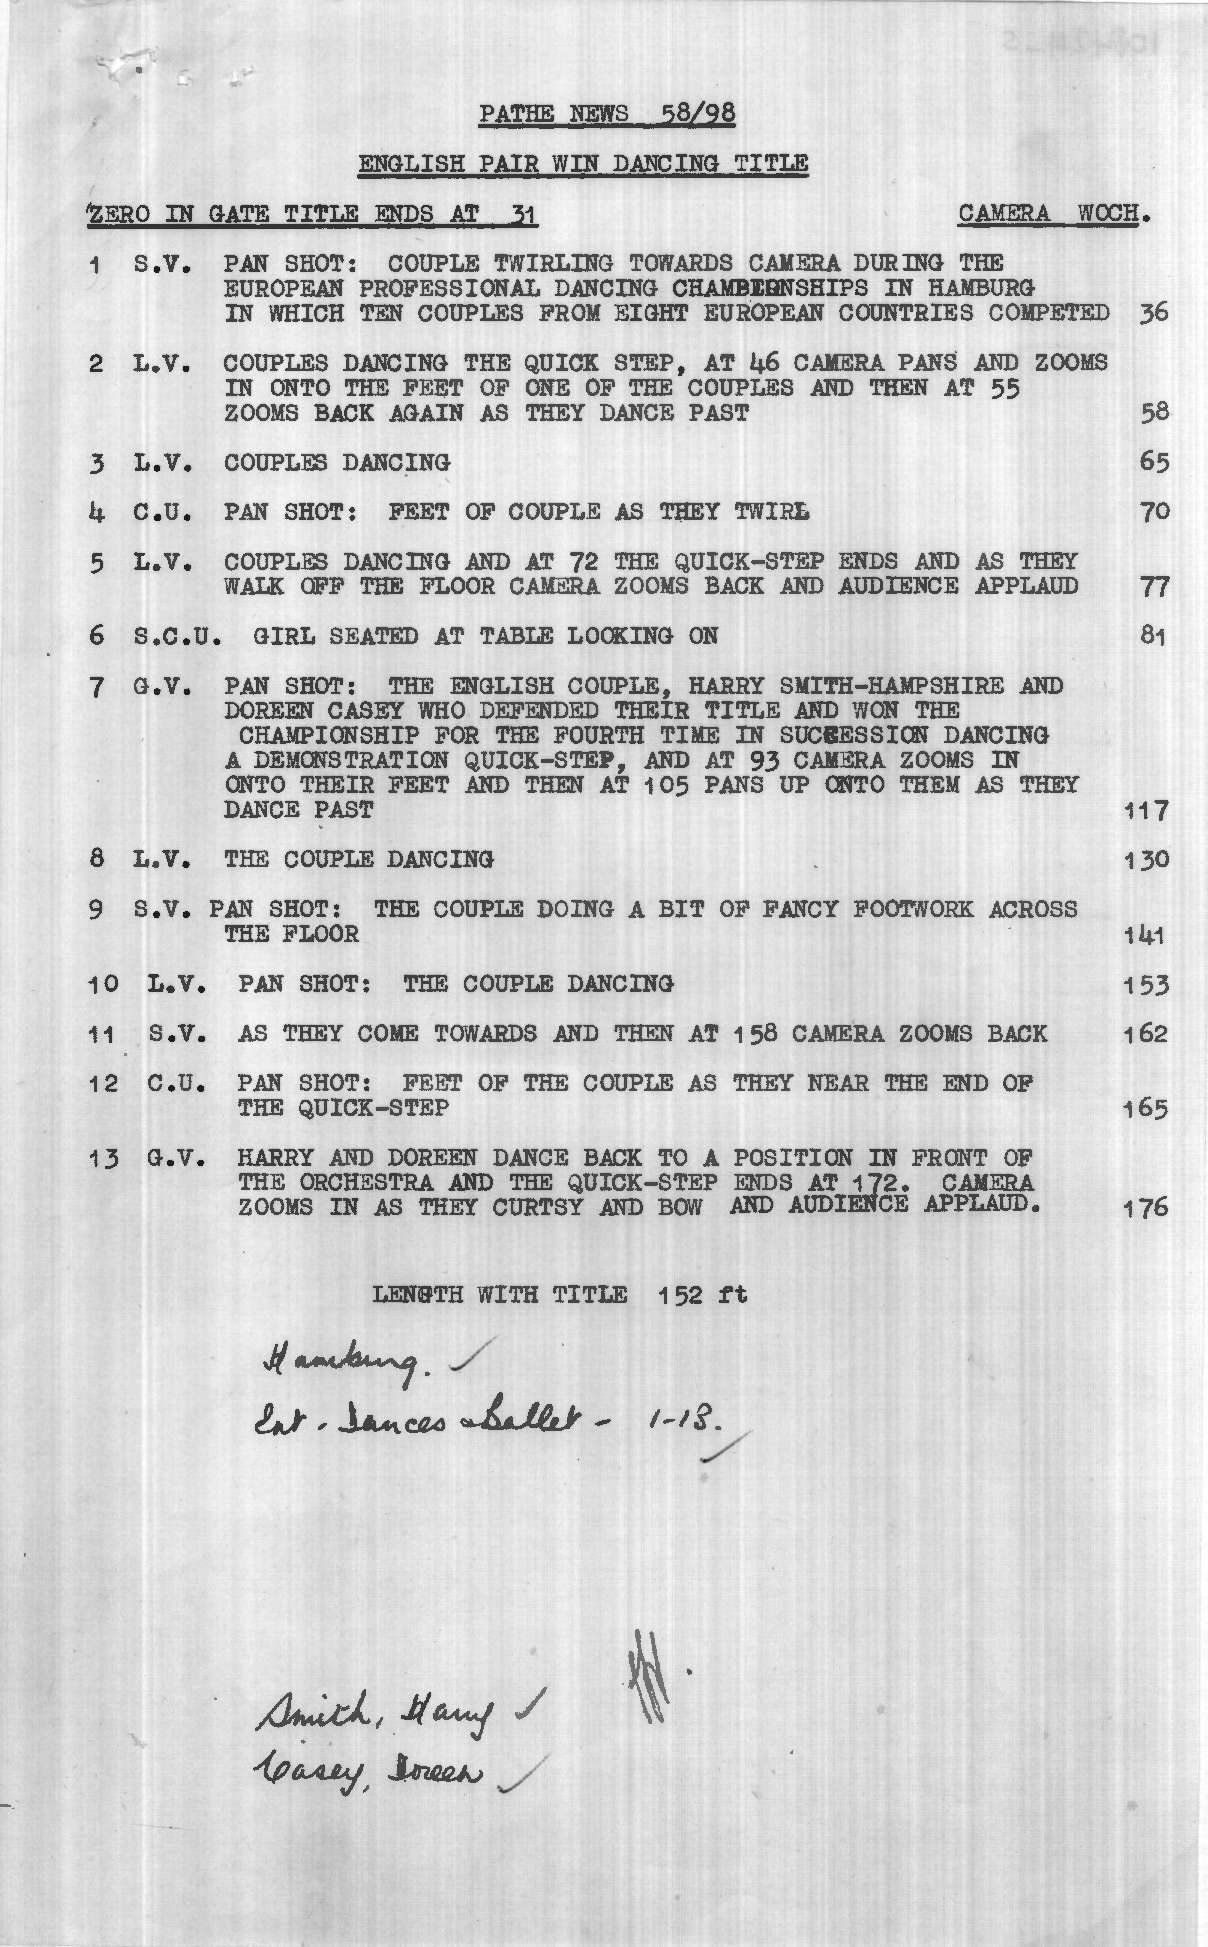 PATHE NEWS 58/98
ENGLISH PAIR WIN DANCING TITLE
ZERO IN GATE TITLE ENDS AT 31 CAMERA WOCH.
1 S.V. PAN SHOT: COUPLE TWIRLING TOWARDS CAMERA DURING THE
EUROPEAN PROFESSIONAL DANCING CHAMPIONSHIPS IN HAMBURG
IN WHICH TEN COUPLES FROM EIGHT EUROPEAN COUNTRIES COMPETED 36
2 L.V. COUPLES DANCING THE QUICK STEP, AT 46 CAMERA PANS AND ZOOMS
IN ONTO THE FEET OF ONE OF THE COUPLES AND THEN AT 55
ZOOMS BACK AGAIN AS THEY DANCE PAST 58
3 L.V. COUPLES DANCING 65
4 C.U. PAN SHOT: FEET OF COUPLE AS THEY TWIRL 70
5 L.V. COUPLES DANCING AND AT 72 THE QUICK-STEP ENDS AND AS THEY
WALK OFF THE FLOOR CAMERA ZOOMS BACK AND AUDIENCE APPLAUD 77
6 S.C.U. GIRL SEATED AT TABLE LOOKING ON 81
7 G.V. PAN SHOT: THE ENGLISH COUPLE, HARRY SMITH-HAMPSHIRE AND
DOREEN CASEY WHO DEFENDED THEIR TITLE AND WON THE
CHAMPIONSHIP FOR THE FOURTH TIME IN SUCCESSION DANCING
A DEMONSTRATION QUICK-STEP, AND AT 93 CAMERA ZOOMS IN
ONTO THEIR FEET AND THEN AT 105 PANS UP ONTO THEM AS THEY
DANCE PAST 117
8 L.V. THE COUPLE DANCING 130
9 S.V. PAN SHOT: THE COUPLE DOING A BIT OF FANCY FOOTWORK ACROSS
THE FLOOR 141
10 L.V. PAN SHOT: THE COUPLE DANCING 153
11 S.V. AS THEY COME TOWARDS AND THEN AT 158 CAMERA ZOOMS BACK 162
12 C.U. PAN SHOT: FEET OF THE COUPLE AS THEY NEAR THE END OF
THE QUICK-STEP 165
13 G.V. HARRY AND DOREEN DANCE BACK TO A POSITION IN FRONT OF
THE ORCHESTRA AND THE QUICK-STEP ENDS AT 172. CAMERA
ZOOMS IN AS THEY CURTSY AND BOW AND AUDIENCE APPLAUD. 176
LENGTH WITH TITLE 152 ft
Hamburg. ✓
Ent. Dances & Ballet - 1-13. ✓
Smith, Harry ✓
Casey, Doreen ✓